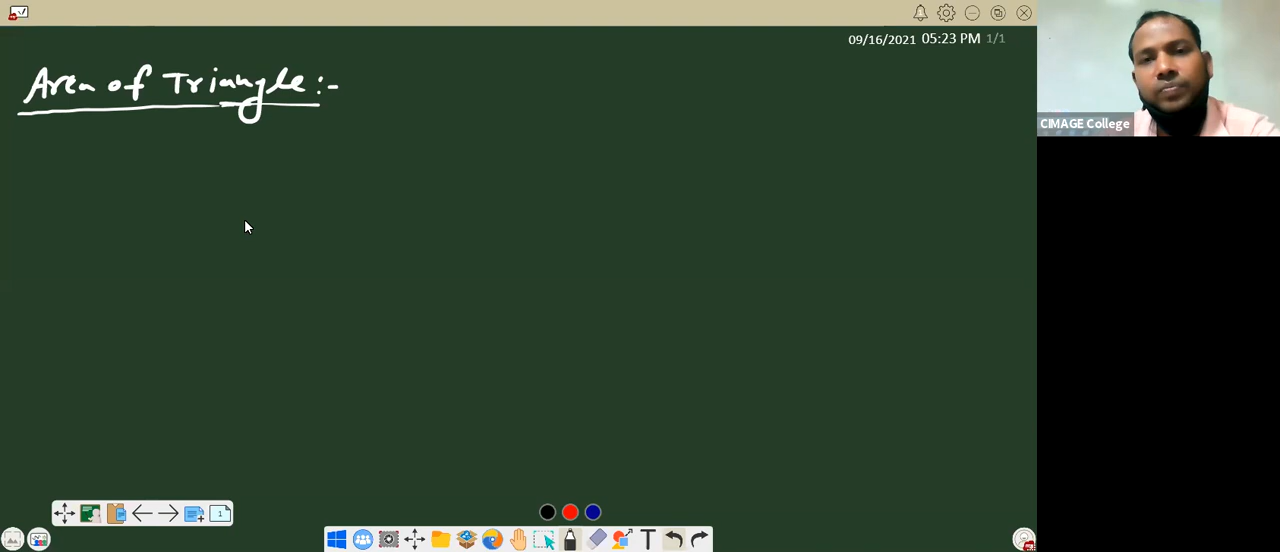 09/16/2021 05:23 PM 1/1
Area of Triangle :-
CIMAGE College
1
T